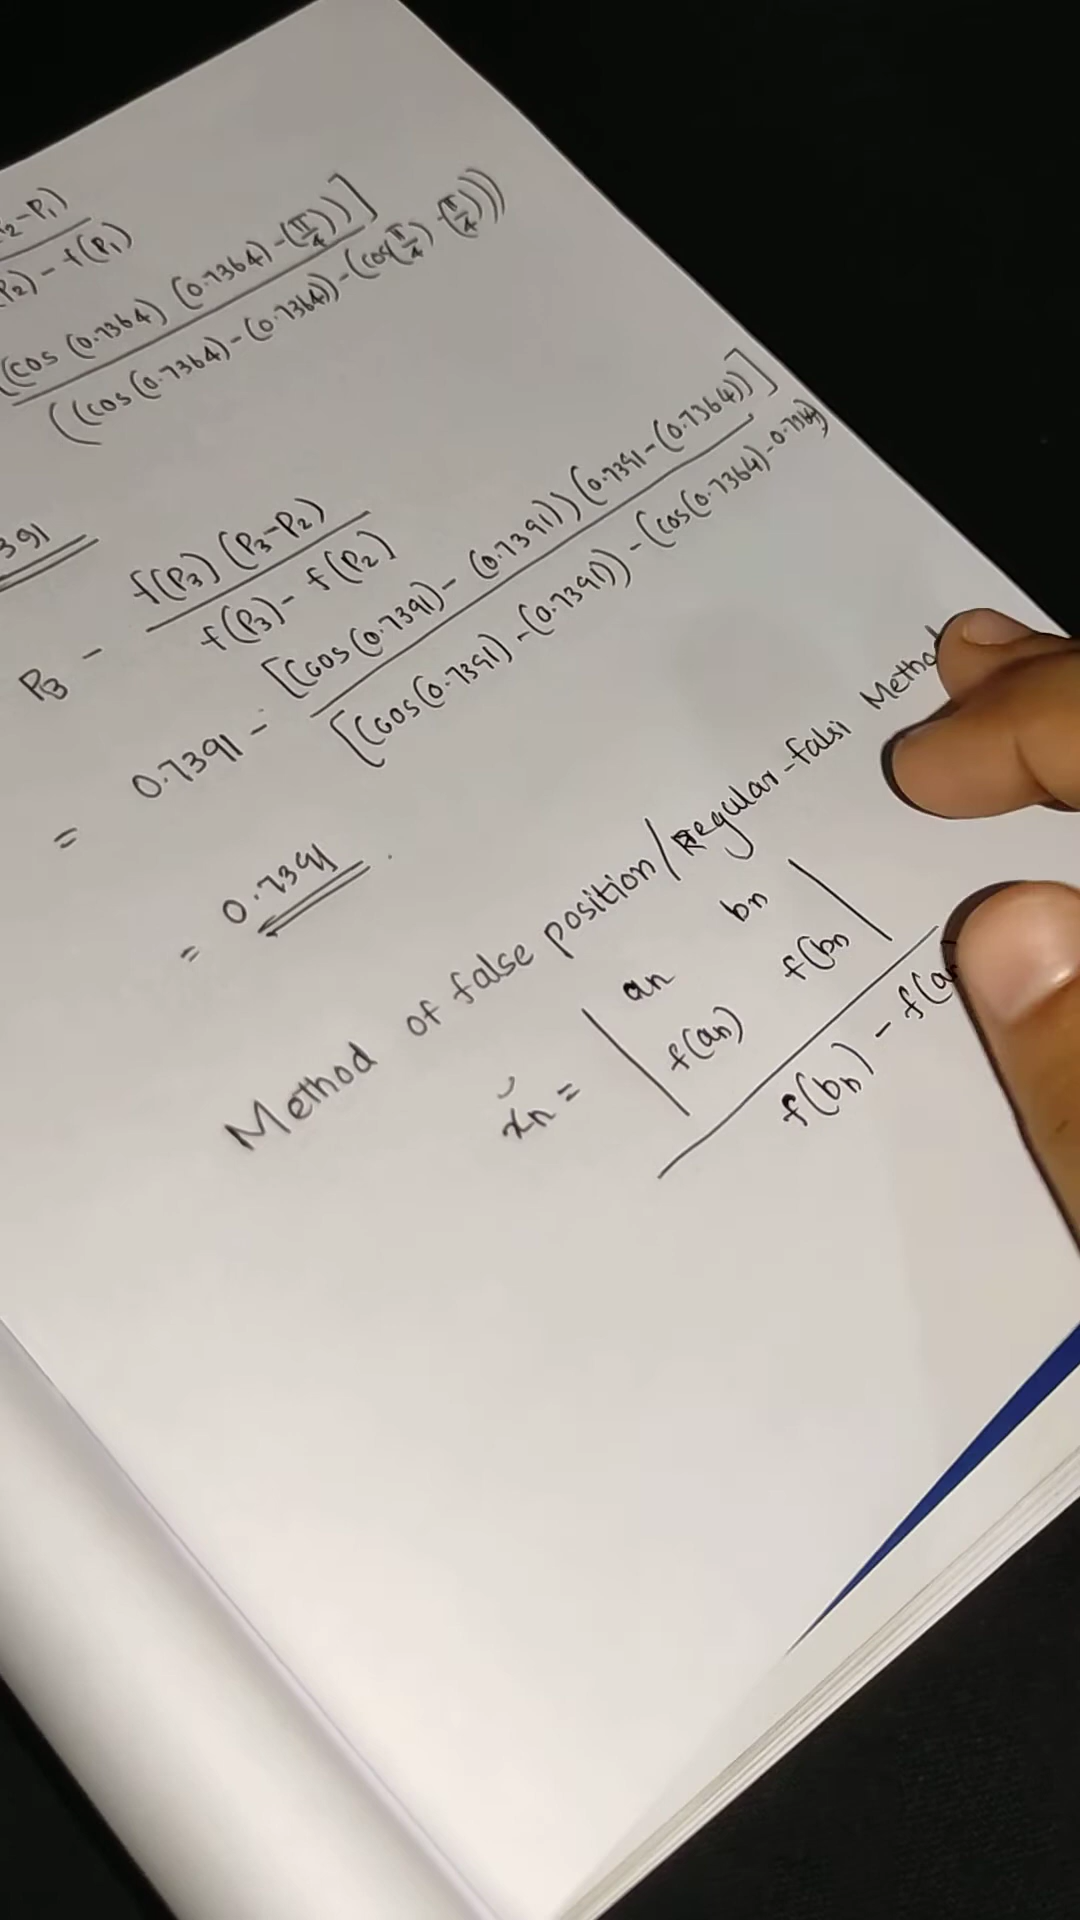 ₂-P₁)
P₂) - f(P₁)
((cos (0.7364) (0.7364) - (π/4))]
((cos (0.7364) - (0.7364)) - (cos(π/4) - (π/4)))
391
P₃ - f(P₃) (P₃-P₂)
f(P₃) - f(P₂)
= 0.7391 - [(cos (0.7391) - (0.7391)) (0.7391 - (0.7364))]
[(cos(0.7391) - (0.7391)) - (cos(0.7364) - 0.7364)
= 0.7391
Method of false position/Regular-falsi Method
an bn
xn = f(an) f(bn
f(bn) - f(a